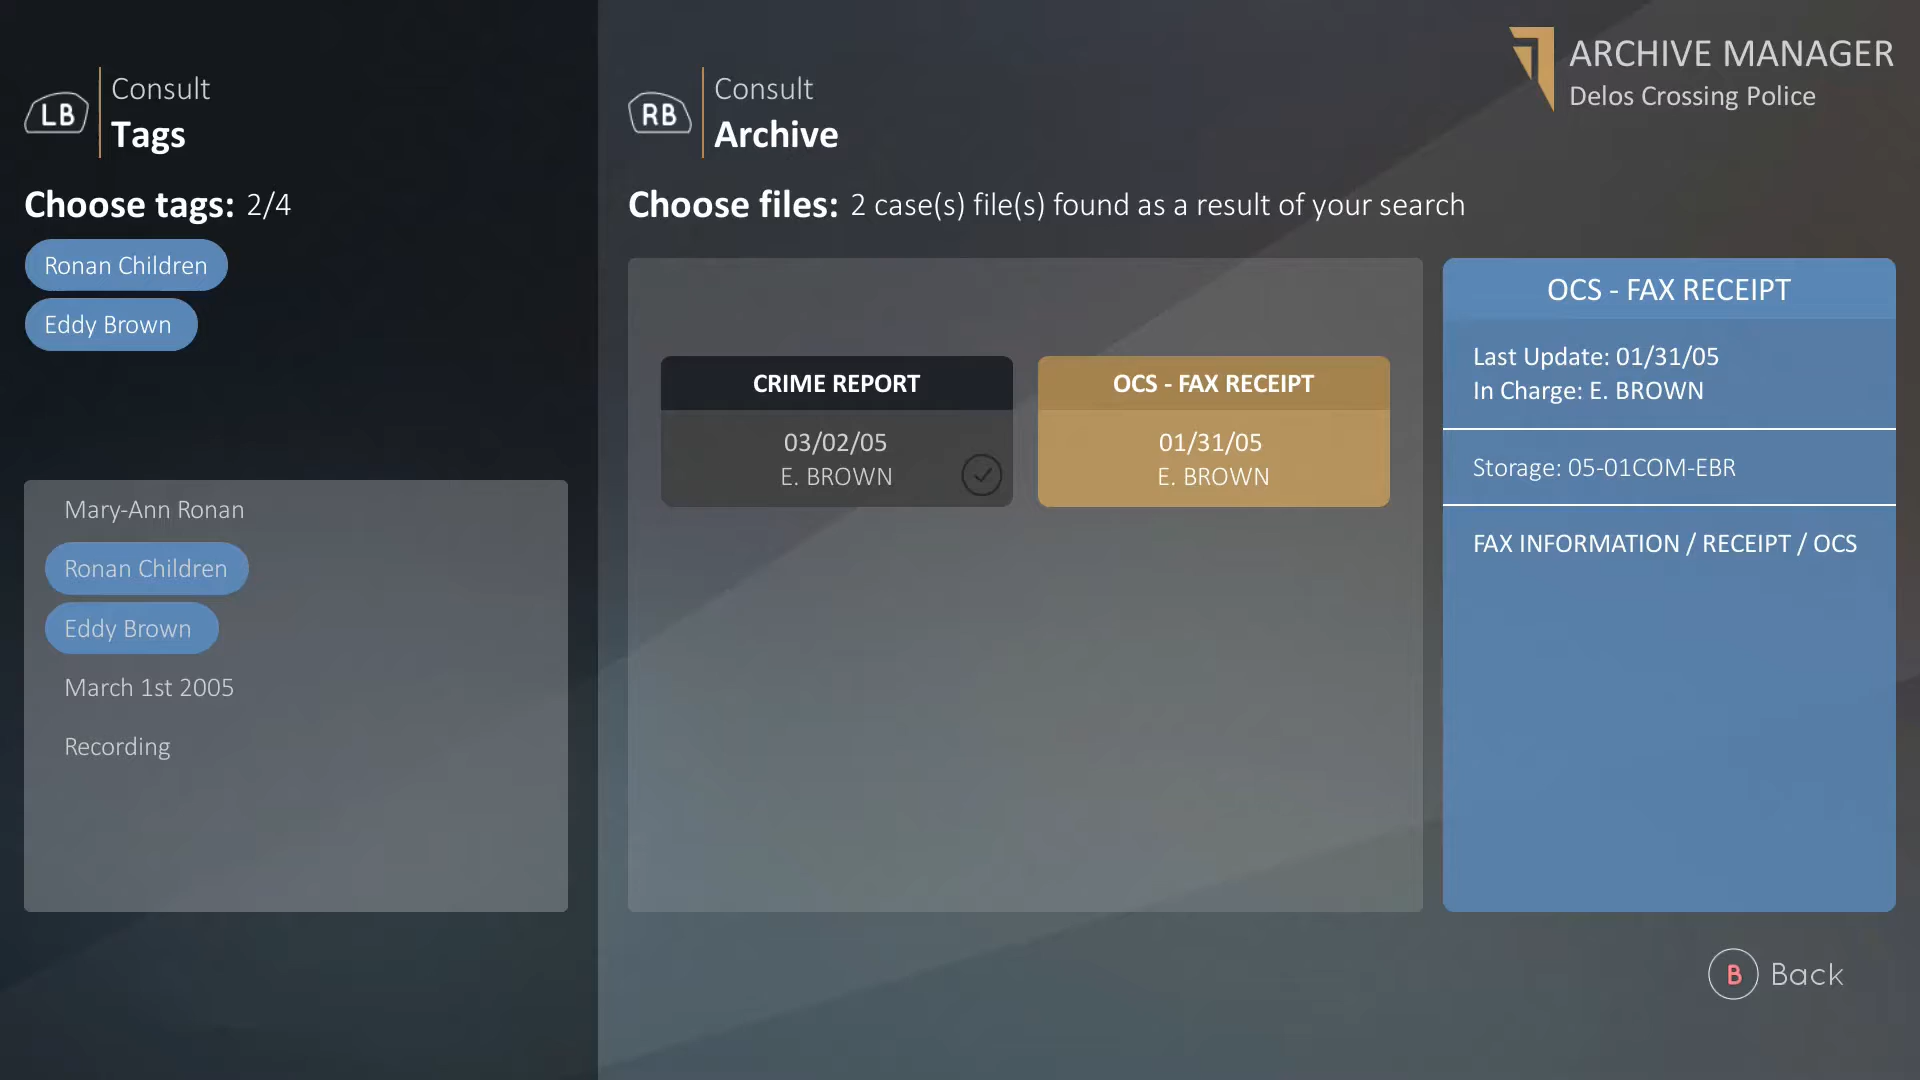 LB
Consult
Tags
Choose tags: 2/4
Ronan Children
Eddy Brown
Mary-Ann Ronan
Ronan Children
Eddy Brown
March 1st 2005
Recording
RB
Consult
Archive
ARCHIVE MANAGER
Delos Crossing Police
Choose files: 2 case(s) file(s) found as a result of your search
CRIME REPORT
03/02/05
E. BROWN
OCS - FAX RECEIPT
01/31/05
E. BROWN
OCS - FAX RECEIPT
Last Update: 01/31/05
In Charge: E. BROWN
Storage: 05-01COM-EBR
FAX INFORMATION / RECEIPT / OCS
B Back